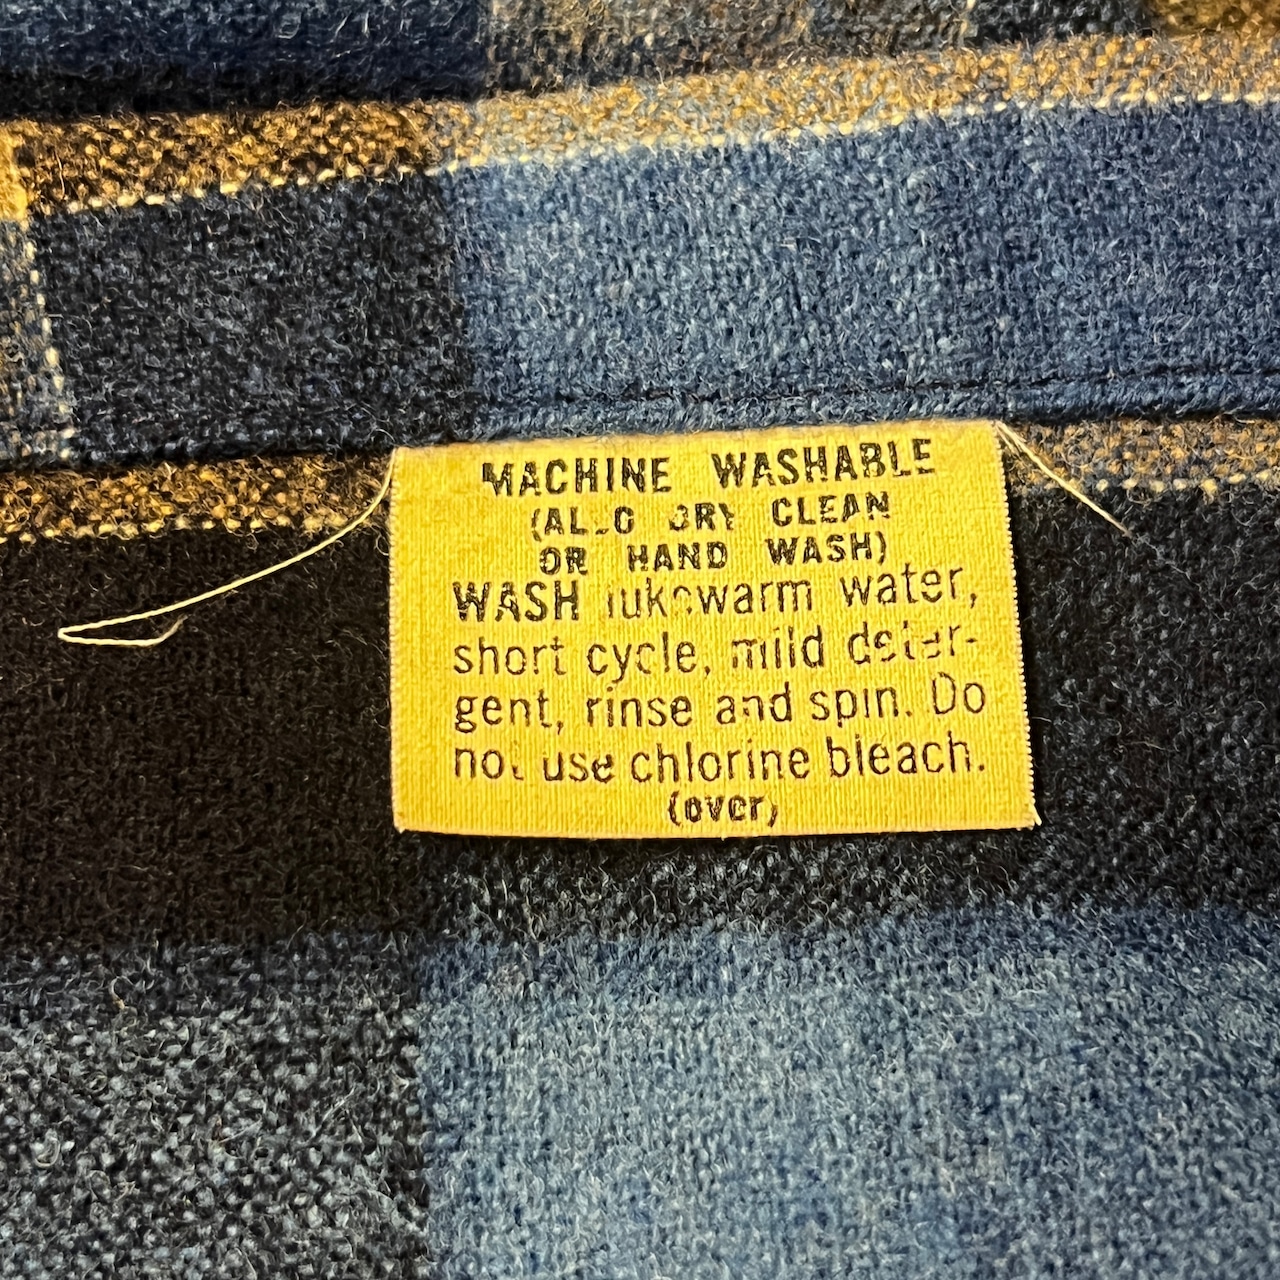 MACHINE WASHABLE
(ALSO DRY CLEAN
OR HAND WASH)
WASH lukewarm water,
short cycle, mild deter-
gent, rinse and spin. Do
not use chlorine bleach.
(over)